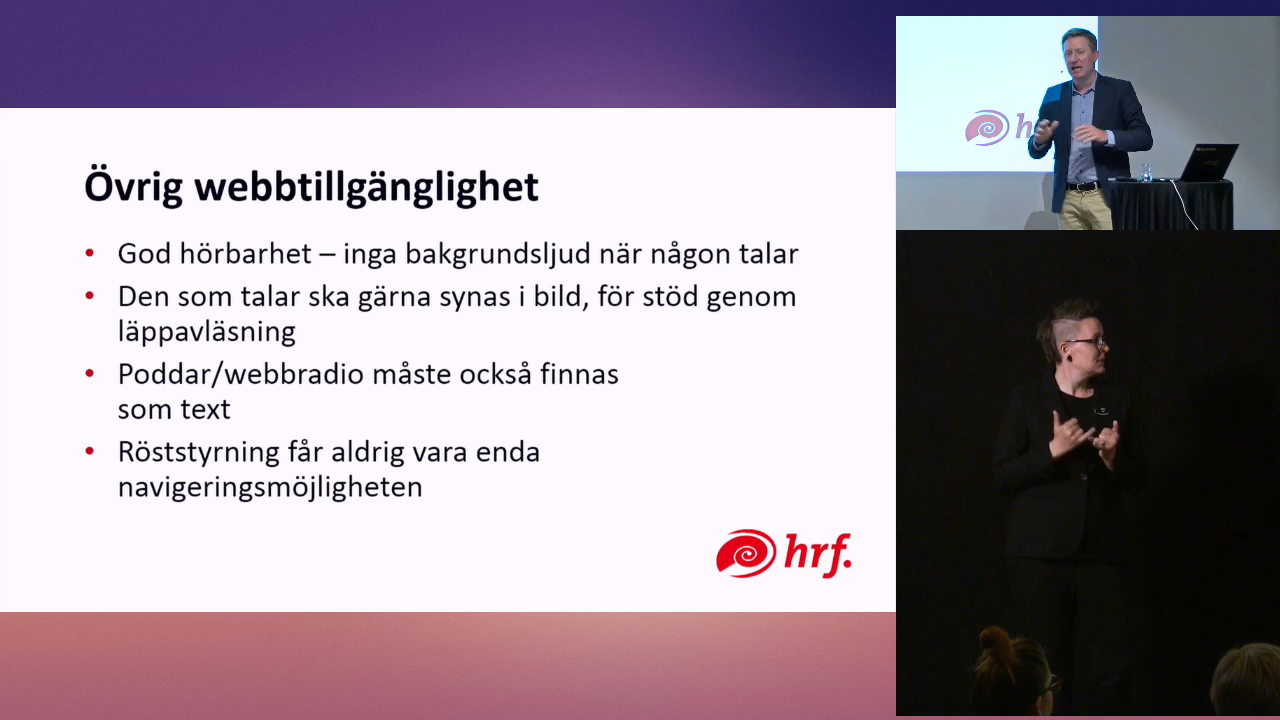 Övrig webbtillgänglighet
• God hörbarhet – inga bakgrundsljud när någon talar
• Den som talar ska gärna synas i bild, för stöd genom
läppavläsning
• Poddar/webbradio måste också finnas
som text
• Röststyrning får aldrig vara enda
navigeringsmöjligheten
hrf.
h